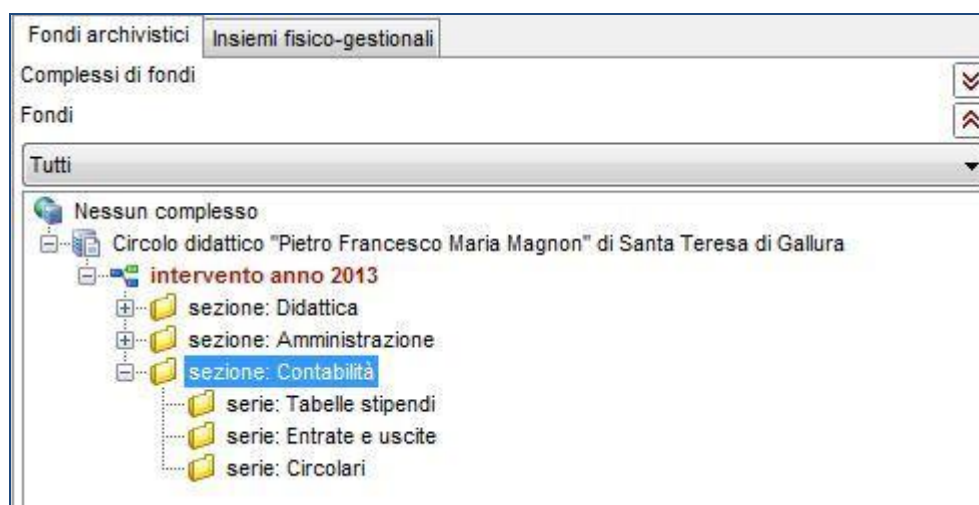 Fondi archivistici Insiemi fisico-gestionali
Complessi di fondi
Fondi
Tutti
Nessun complesso
Circolo didattico "Pietro Francesco Maria Magnon" di Santa Teresa di Gallura
intervento anno 2013
sezione: Didattica
sezione: Amministrazione
sezione: Contabilità
serie: Tabelle stipendi
serie: Entrate e uscite
serie: Circolari